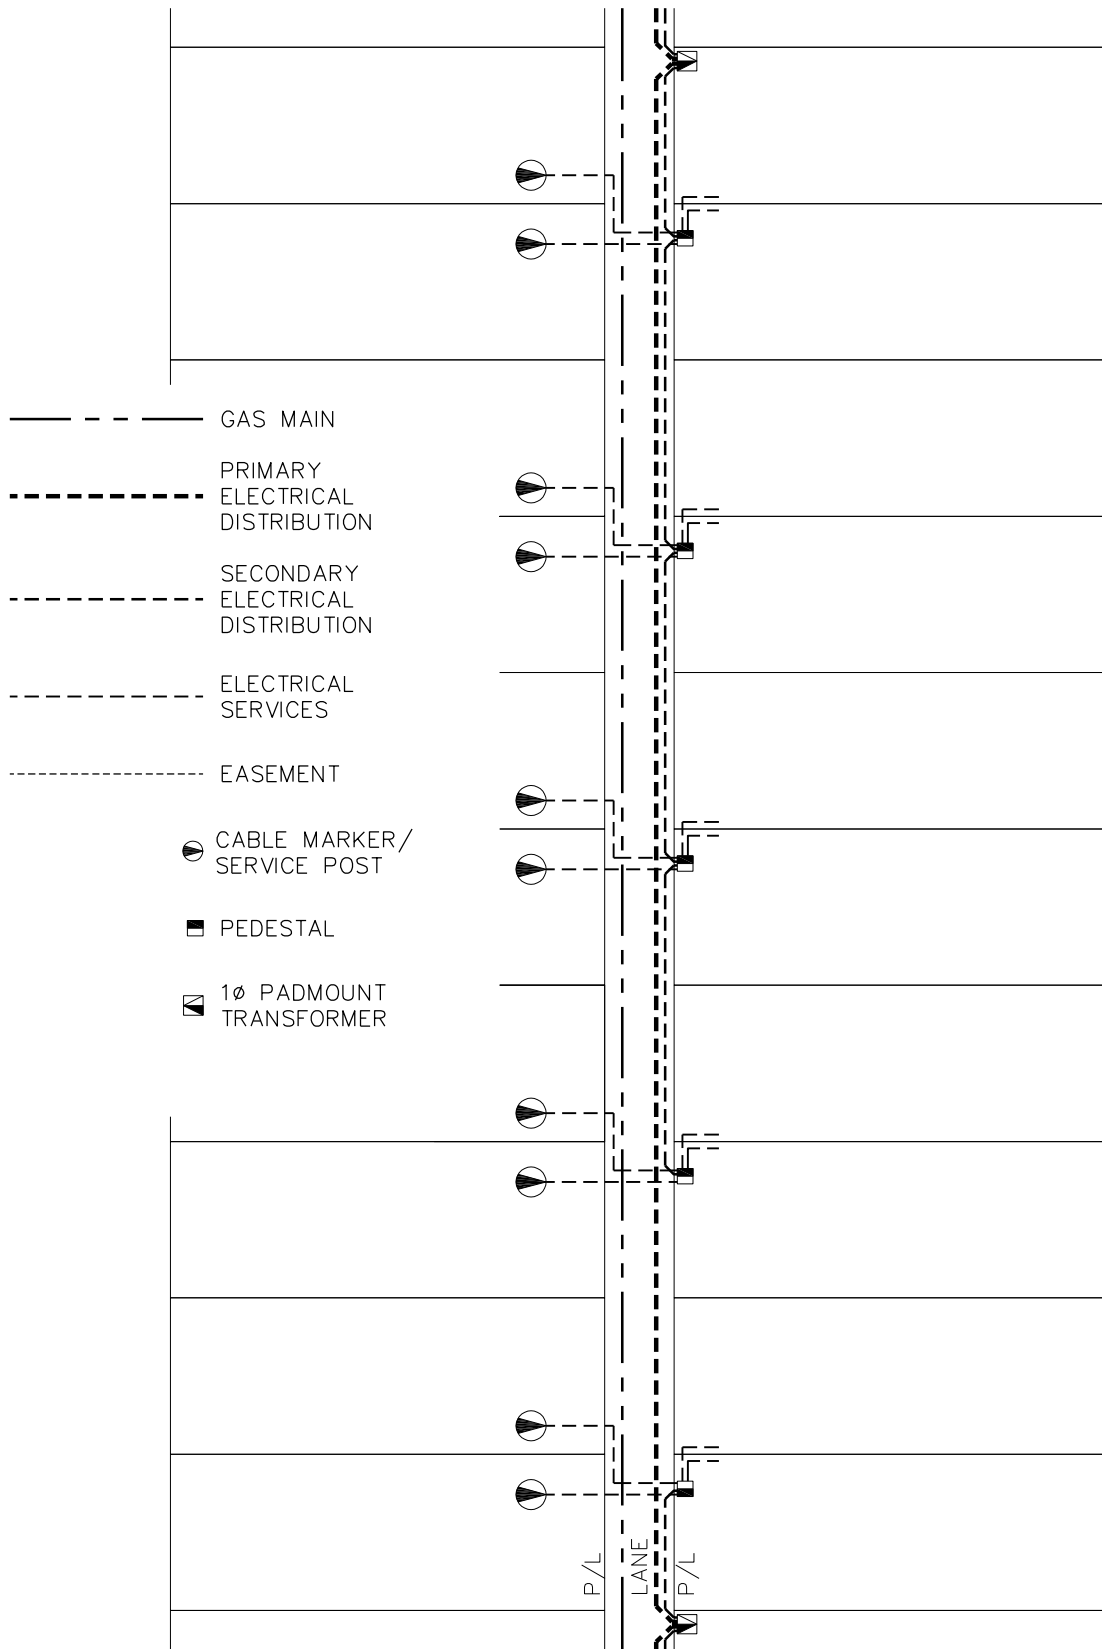 GAS MAIN
PRIMARY
ELECTRICAL
DISTRIBUTION
SECONDARY
ELECTRICAL
DISTRIBUTION
ELECTRICAL
SERVICES
EASEMENT
CABLE MARKER/
SERVICE POST
PEDESTAL
1ø PADMOUNT
TRANSFORMER
P/L
LANE
P/L